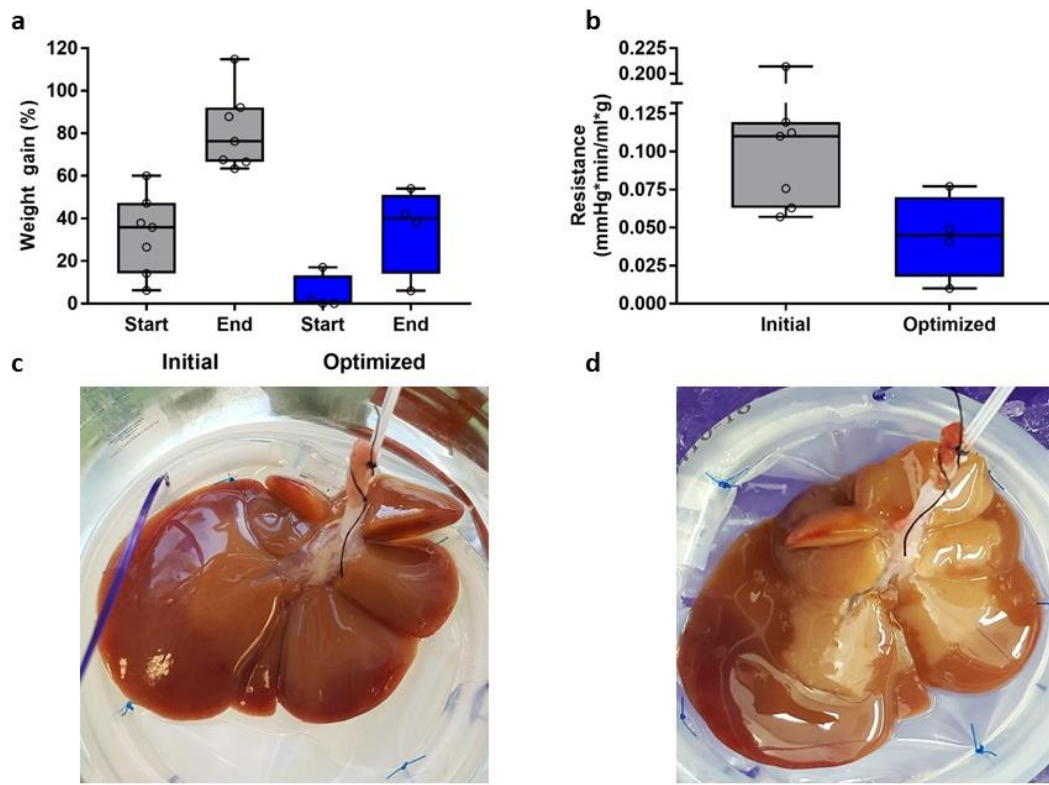 a
120
100
80
60
40
20
0
Weight gain (%)
Start End Start End
Initial Optimized
b
0.225
0.200
0.125
0.100
0.075
0.050
0.025
0.000
Resistance
(mmHg*min/ml*g)
Initial Optimized
c
d